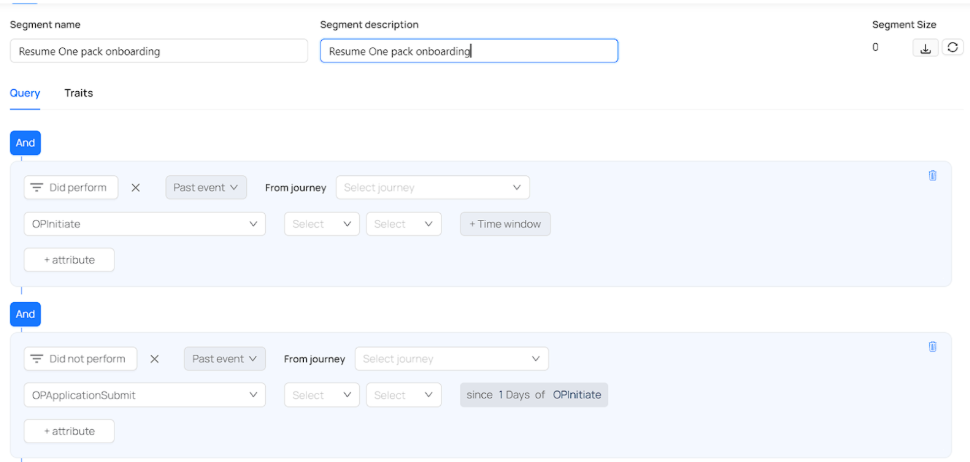 Segment name Segment description Segment Size
Resume One pack onboarding Resume One pack onboarding 0
Query Traits
And
Did perform Past event From journey Select journey
OPInitiate Select Select + Time window
+ attribute
And
Did not perform Past event From journey Select journey
OPApplicationSubmit Select Select since 1 Days of OPInitiate
+ attribute